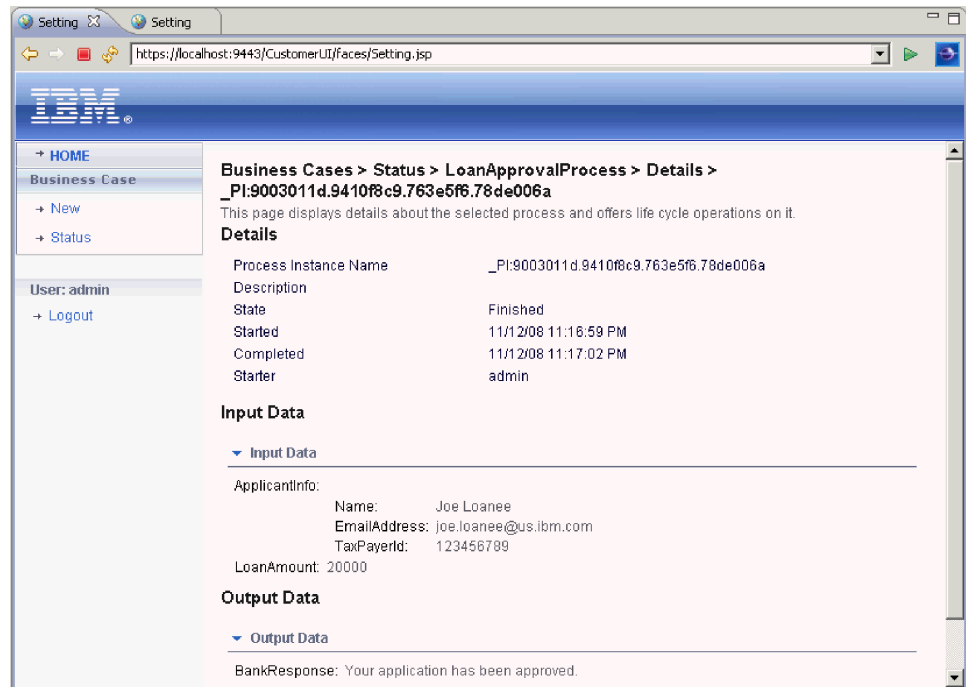 Setting
Setting
https://localhost:9443/CustomerUI/faces/Setting.jsp
IBM®
HOME
Business Case
New
Status
User: admin
Logout
Business Cases > Status > LoanApprovalProcess > Details >
_PI:9003011d.9410f8c9.763e5f6.78de006a
This page displays details about the selected process and offers life cycle operations on it.
Details
Process Instance Name _PI:9003011d.9410f8c9.763e5f6.78de006a
Description
State Finished
Started 11/12/08 11:16:59 PM
Completed 11/12/08 11:17:02 PM
Starter admin
Input Data
Input Data
ApplicantInfo:
Name: Joe Loanee
EmailAddress: joe.loanee@us.ibm.com
TaxPayerId: 123456789
LoanAmount: 20000
Output Data
Output Data
BankResponse: Your application has been approved.